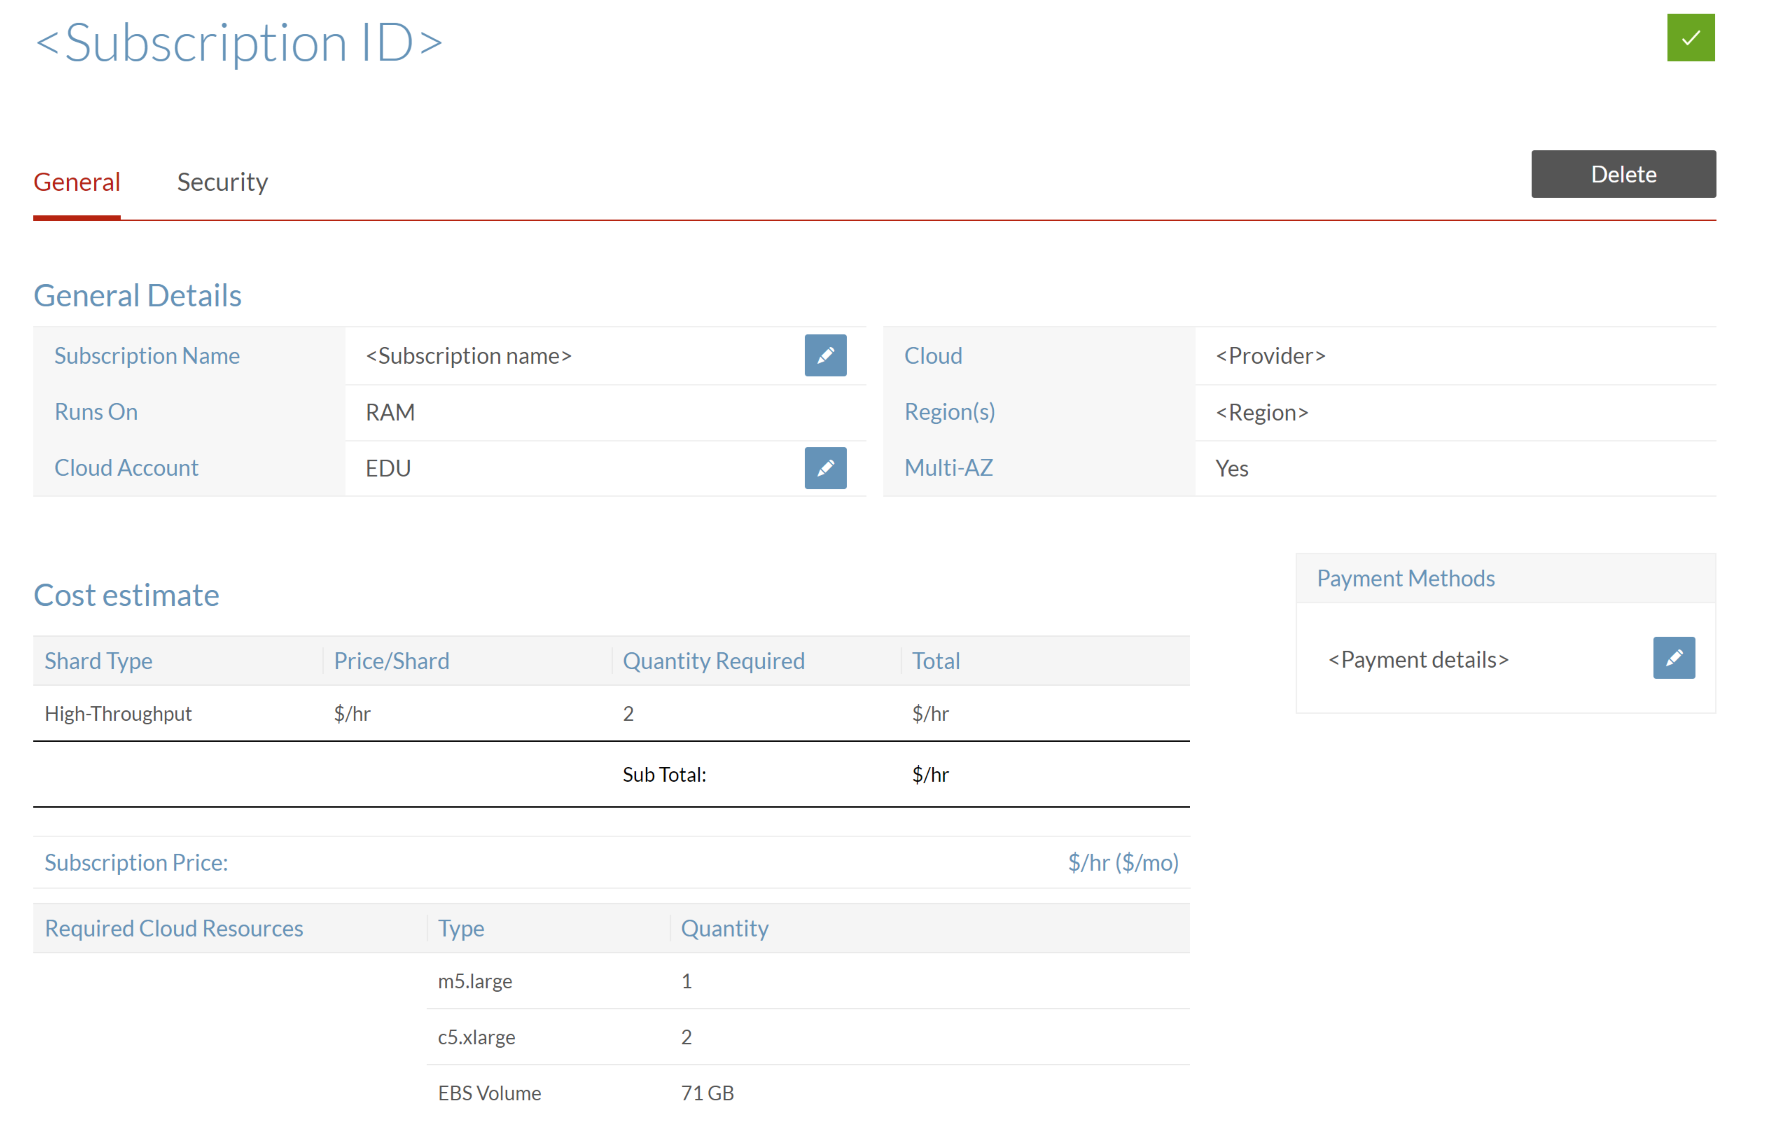 <Subscription ID>
General Security Delete
General Details
Subscription Name <Subscription name> Cloud <Provider>
Runs On RAM Region(s) <Region>
Cloud Account EDU Multi-AZ Yes
Cost estimate
Payment Methods
<Payment details>
Shard Type Price/Shard Quantity Required Total
High-Throughput $/hr 2 $/hr
Sub Total: $/hr
Subscription Price: $/hr ($/mo)
Required Cloud Resources Type Quantity
m5.large 1
c5.xlarge 2
EBS Volume 71 GB